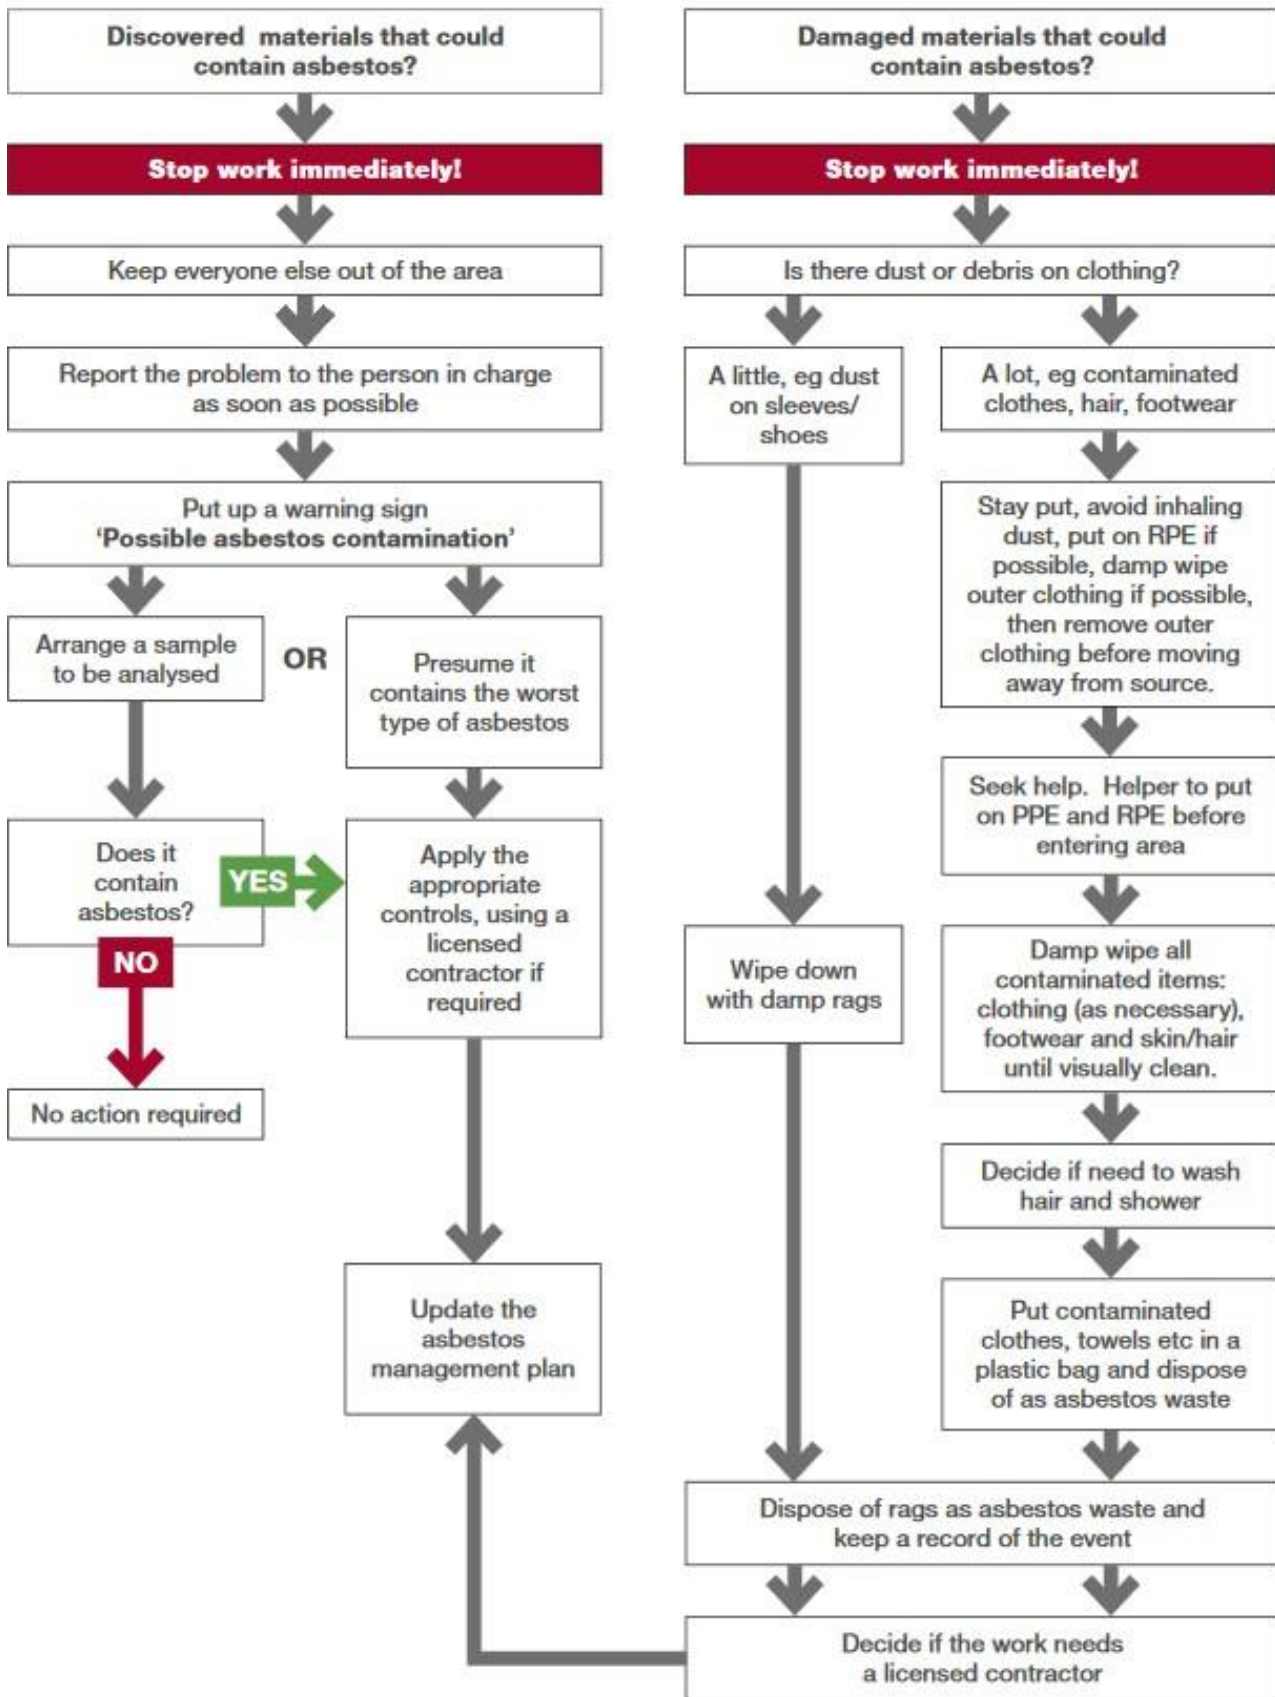 Discovered materials that could
contain asbestos?
Stop work immediately!
Keep everyone else out of the area
Report the problem to the person in charge
as soon as possible
Put up a warning sign
‘Possible asbestos contamination’
Arrange a sample
to be analysed
OR
Presume it
contains the worst
type of asbestos
Does it
contain
asbestos?
YES
NO
No action required
Apply the
appropriate
controls, using a
licensed
contractor if
required
Update the
asbestos
management plan
Damaged materials that could
contain asbestos?
Stop work immediately!
Is there dust or debris on clothing?
A little, eg dust
on sleeves/
shoes
Wipe down
with damp rags
A lot, eg contaminated
clothes, hair, footwear
Stay put, avoid inhaling
dust, put on RPE if
possible, damp wipe
outer clothing if possible,
then remove outer
clothing before moving
away from source.
Seek help.  Helper to put
on PPE and RPE before
entering area
Damp wipe all
contaminated items:
clothing (as necessary),
footwear and skin/hair
until visually clean.
Decide if need to wash
hair and shower
Put contaminated
clothes, towels etc in a
plastic bag and dispose
of as asbestos waste
Dispose of rags as asbestos waste and
keep a record of the event
Decide if the work needs
a licensed contractor